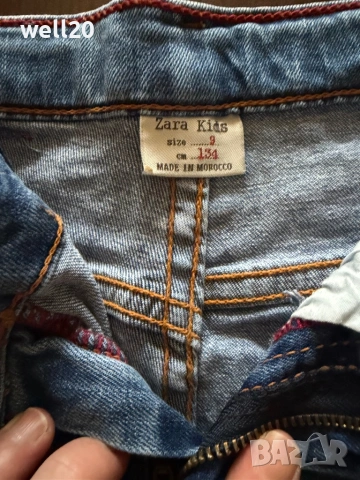 well20
Zara Kids
size ......9
cm ......134
MADE IN MOROCCO
BAZAR